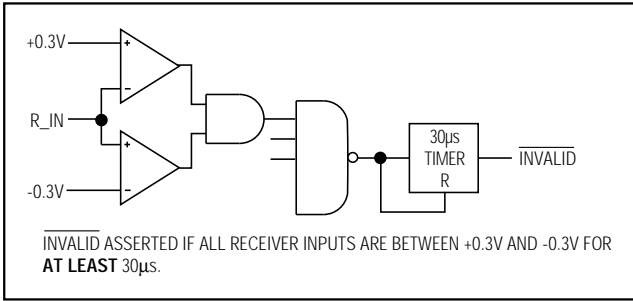 +0.3V
+
-
R_IN
+
-0.3V
-
30µs
TIMER
R
INVALID
INVALID ASSERTED IF ALL RECEIVER INPUTS ARE BETWEEN +0.3V AND -0.3V FOR
AT LEAST 30µs.